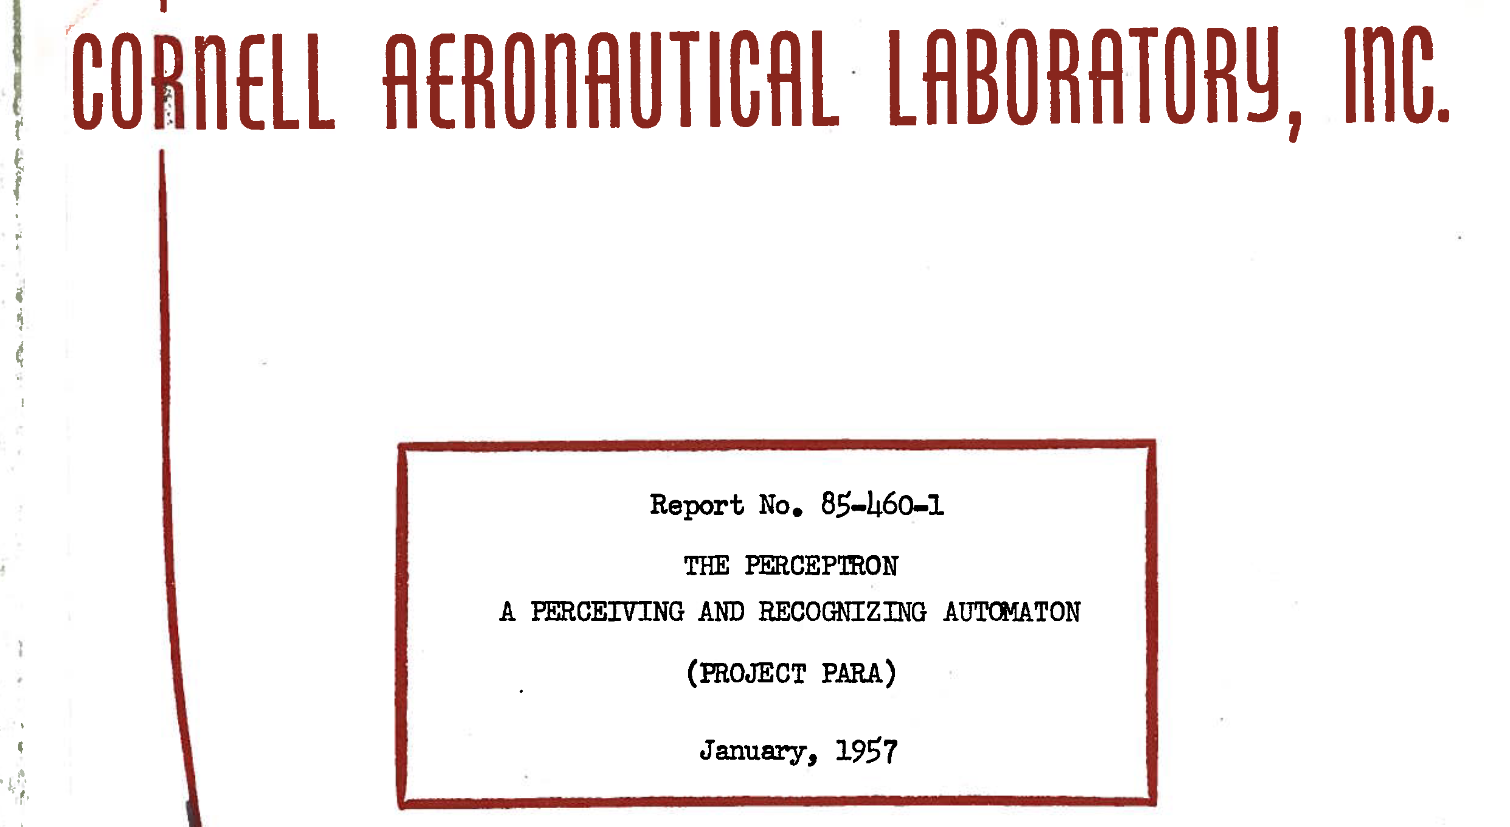 CORNELL AERONAUTICAL LABORATORY, INC.
Report No. 85-460-1
THE PERCEPTRON
A PERCEIVING AND RECOGNIZING AUTOMATON
(PROJECT PARA)
January, 1957